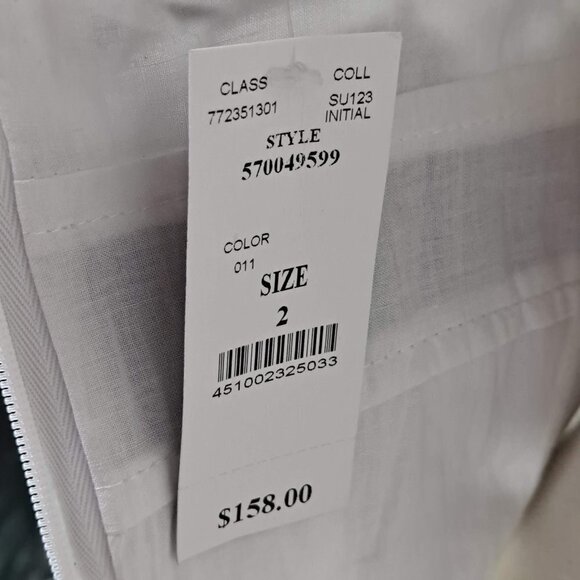 CLASS COLL
772351301 SU123
INITIAL
STYLE
570049599
COLOR
011
SIZE
2
451002325033
$158.00